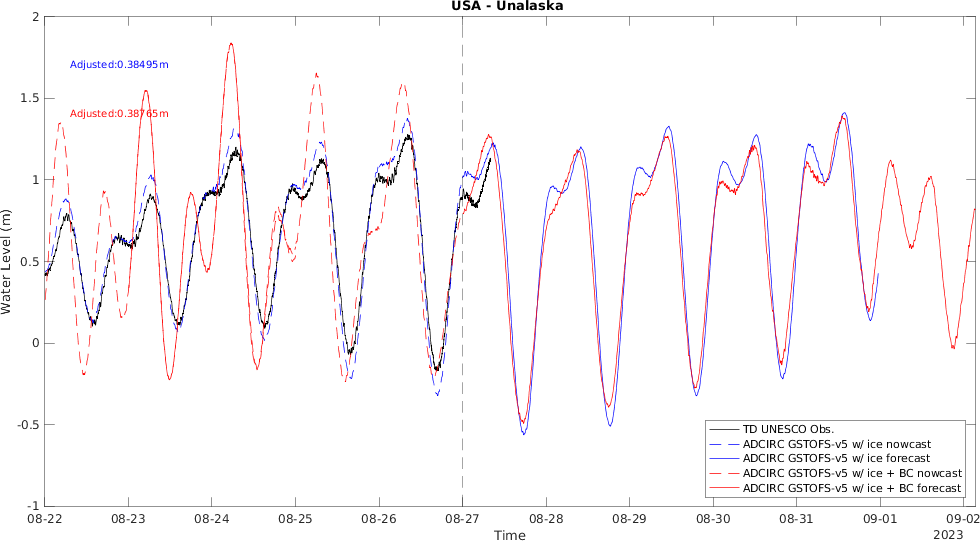 USA - Unalaska
2
1.5
1
0.5
0
-0.5
-1
Water Level (m)
Adjusted:0.38495m
Adjusted:0.38765m
TD UNESCO Obs.
ADCIRC GSTOFS-v5 w/ ice nowcast
ADCIRC GSTOFS-v5 w/ ice forecast
ADCIRC GSTOFS-v5 w/ ice + BC nowcast
ADCIRC GSTOFS-v5 w/ ice + BC forecast
08-22 08-23 08-24 08-25 08-26 08-27 08-28 08-29 08-30 08-31 09-01 09-02
Time
2023